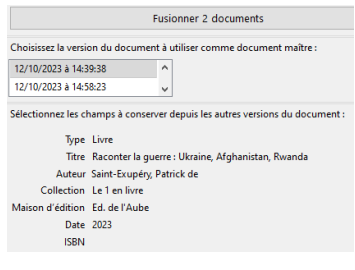 Fusionner 2 documents
Choisissez la version du document à utiliser comme document maître :
12/10/2023 à 14:39:38
12/10/2023 à 14:58:23
Sélectionnez les champs à conserver depuis les autres versions du document :
Type Livre
Titre Raconter la guerre : Ukraine, Afghanistan, Rwanda
Auteur Saint-Exupéry, Patrick de
Collection Le 1 en livre
Maison d'édition Ed. de l'Aube
Date 2023
ISBN